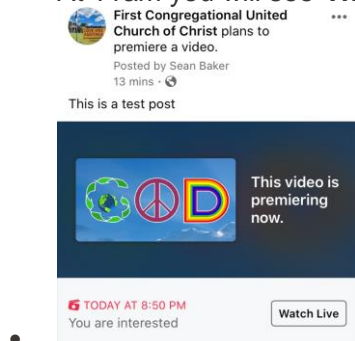 First Congregational United
Church of Christ plans to
premiere a video.
Posted by Sean Baker
13 mins ·
This is a test post
GOD
This video is
premiering
now.
TODAY AT 8:50 PM
You are interested
Watch Live